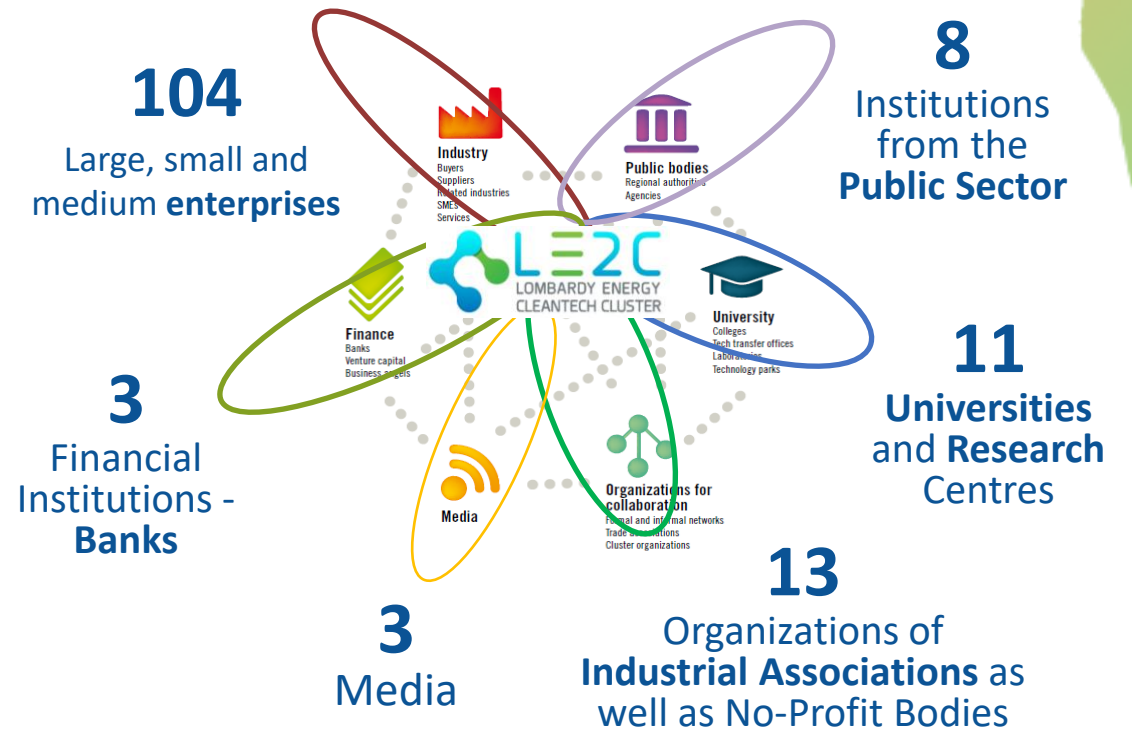 104
Large, small and
medium enterprises
8
Institutions
from the
Public Sector
Industry
Buyers
Suppliers
Related industries
SMEs
Services
Public bodies
Regional authorities
Agencies
LE2C
LOMBARDY ENERGY
CLEANTECH CLUSTER
Finance
Banks
Venture capital
Business angels
University
Colleges
Tech transfer offices
Laboratories
Technology parks
3
Financial
Institutions -
Banks
11
Universities
and Research
Centres
Media
Organizations for
collaboration
Formal and informal networks
Trade associations
Cluster organizations
3
Media
13
Organizations of
Industrial Associations as
well as No-Profit Bodies